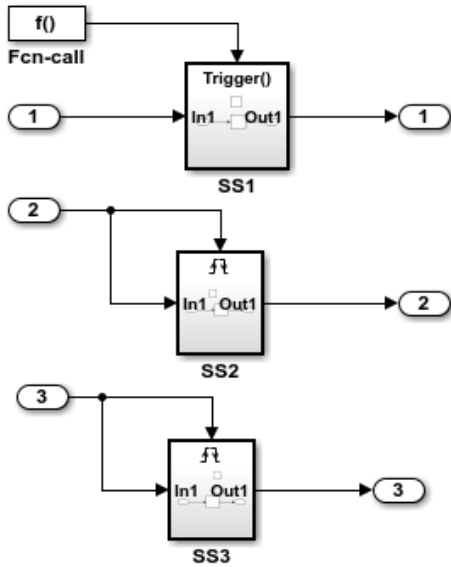 f()
Fcn-call
Trigger()
1
In1 Out1
1
SS1
2
In1 Out1
2
SS2
3
In1 Out1
3
SS3